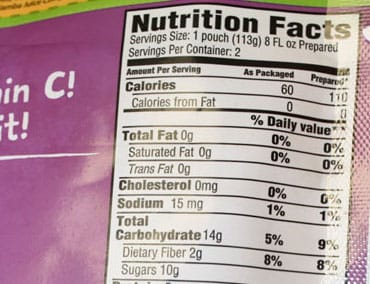 Nutrition Facts
Servings Size: 1 pouch (113g) 8 FL oz Prepared
Servings Per Container: 2
Amount Per Serving As Packaged Prepared
Calories 60 110
Calories from Fat 0 0
% Daily value**
Total Fat 0g 0% 0%
Saturated Fat 0g 0% 0%
Trans Fat 0g
Cholesterol 0mg 0% 0%
Sodium 15 mg 1% 1%
Total
Carbohydrate 14g 5% 9%
Dietary Fiber 2g 8% 8%
Sugars 10g
in C!
it!